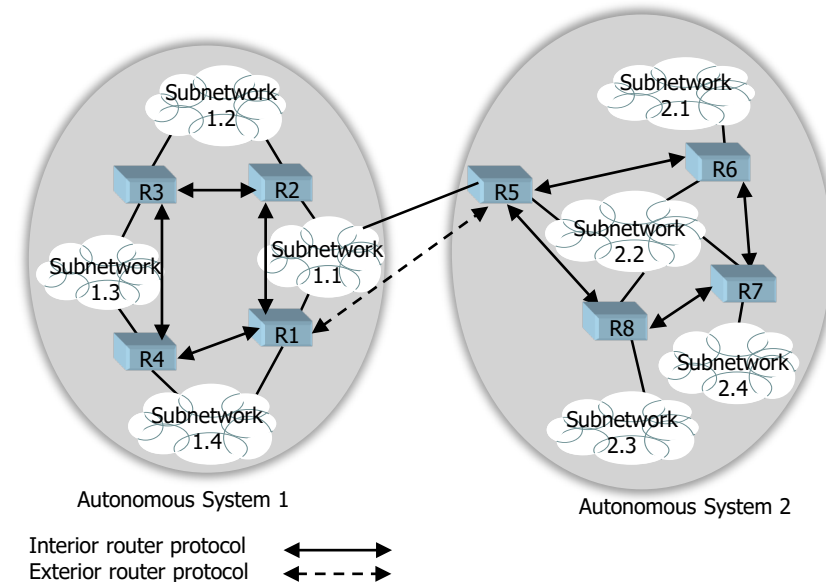 Subnetwork
1.2
R3
R2
Subnetwork
1.3
Subnetwork
1.1
R4
R1
Subnetwork
1.4
Autonomous System 1
Subnetwork
2.1
R5
R6
Subnetwork
2.2
R7
R8
Subnetwork
2.4
Subnetwork
2.3
Autonomous System 2
Interior router protocol
Exterior router protocol